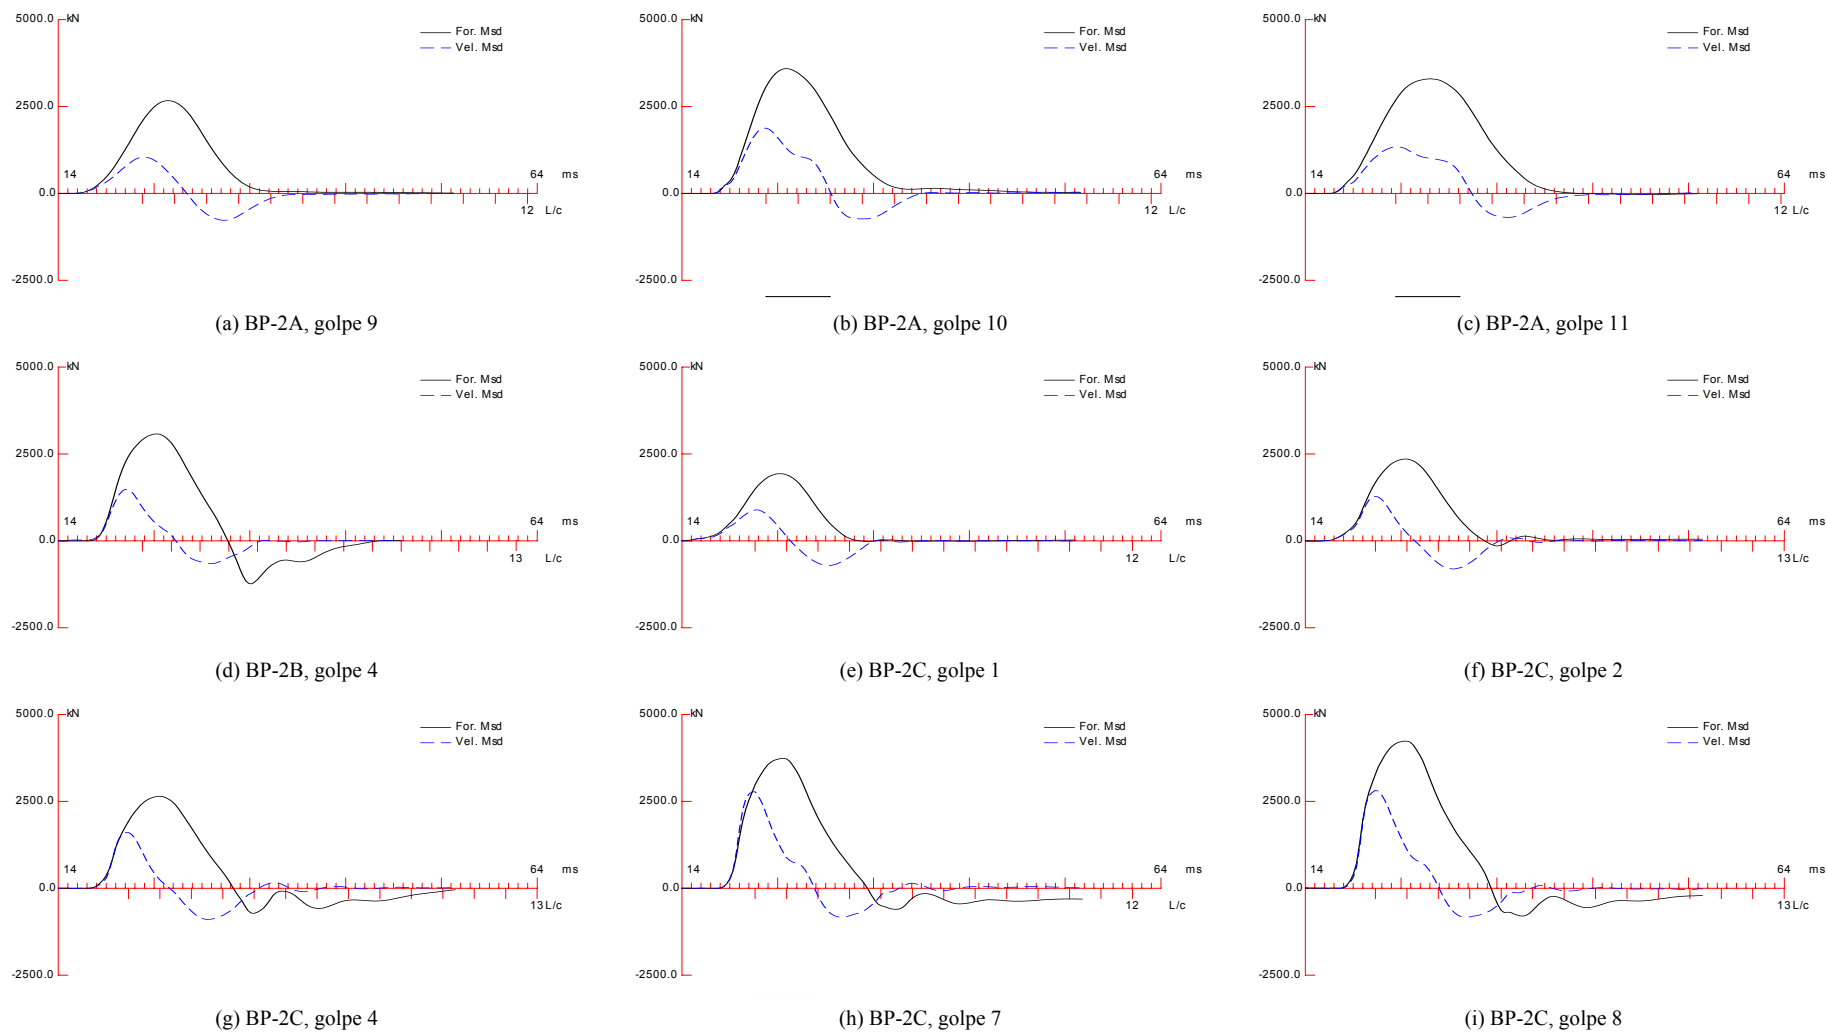 5000.0 kN
For. Msd
Vel. Msd
2500.0
14 64 ms
0.0
12 L/c
-2500.0
(a) BP-2A, golpe 9
5000.0 kN
For. Msd
Vel. Msd
2500.0
14 64 ms
0.0
12 L/c
-2500.0
(b) BP-2A, golpe 10
5000.0 kN
For. Msd
Vel. Msd
2500.0
14 64 ms
0.0
12 L/c
-2500.0
(c) BP-2A, golpe 11
5000.0 kN
For. Msd
Vel. Msd
2500.0
14 64 ms
0.0
13 L/c
-2500.0
(d) BP-2B, golpe 4
5000.0 kN
For. Msd
Vel. Msd
2500.0
14 64 ms
0.0
12 L/c
-2500.0
(e) BP-2C, golpe 1
5000.0 kN
For. Msd
Vel. Msd
2500.0
14 64 ms
0.0
13 L/c
-2500.0
(f) BP-2C, golpe 2
5000.0 kN
For. Msd
Vel. Msd
2500.0
14 64 ms
0.0
13 L/c
-2500.0
(g) BP-2C, golpe 4
5000.0 kN
For. Msd
Vel. Msd
2500.0
14 64 ms
0.0
12 L/c
-2500.0
(h) BP-2C, golpe 7
5000.0 kN
For. Msd
Vel. Msd
2500.0
14 64 ms
0.0
13 L/c
-2500.0
(i) BP-2C, golpe 8